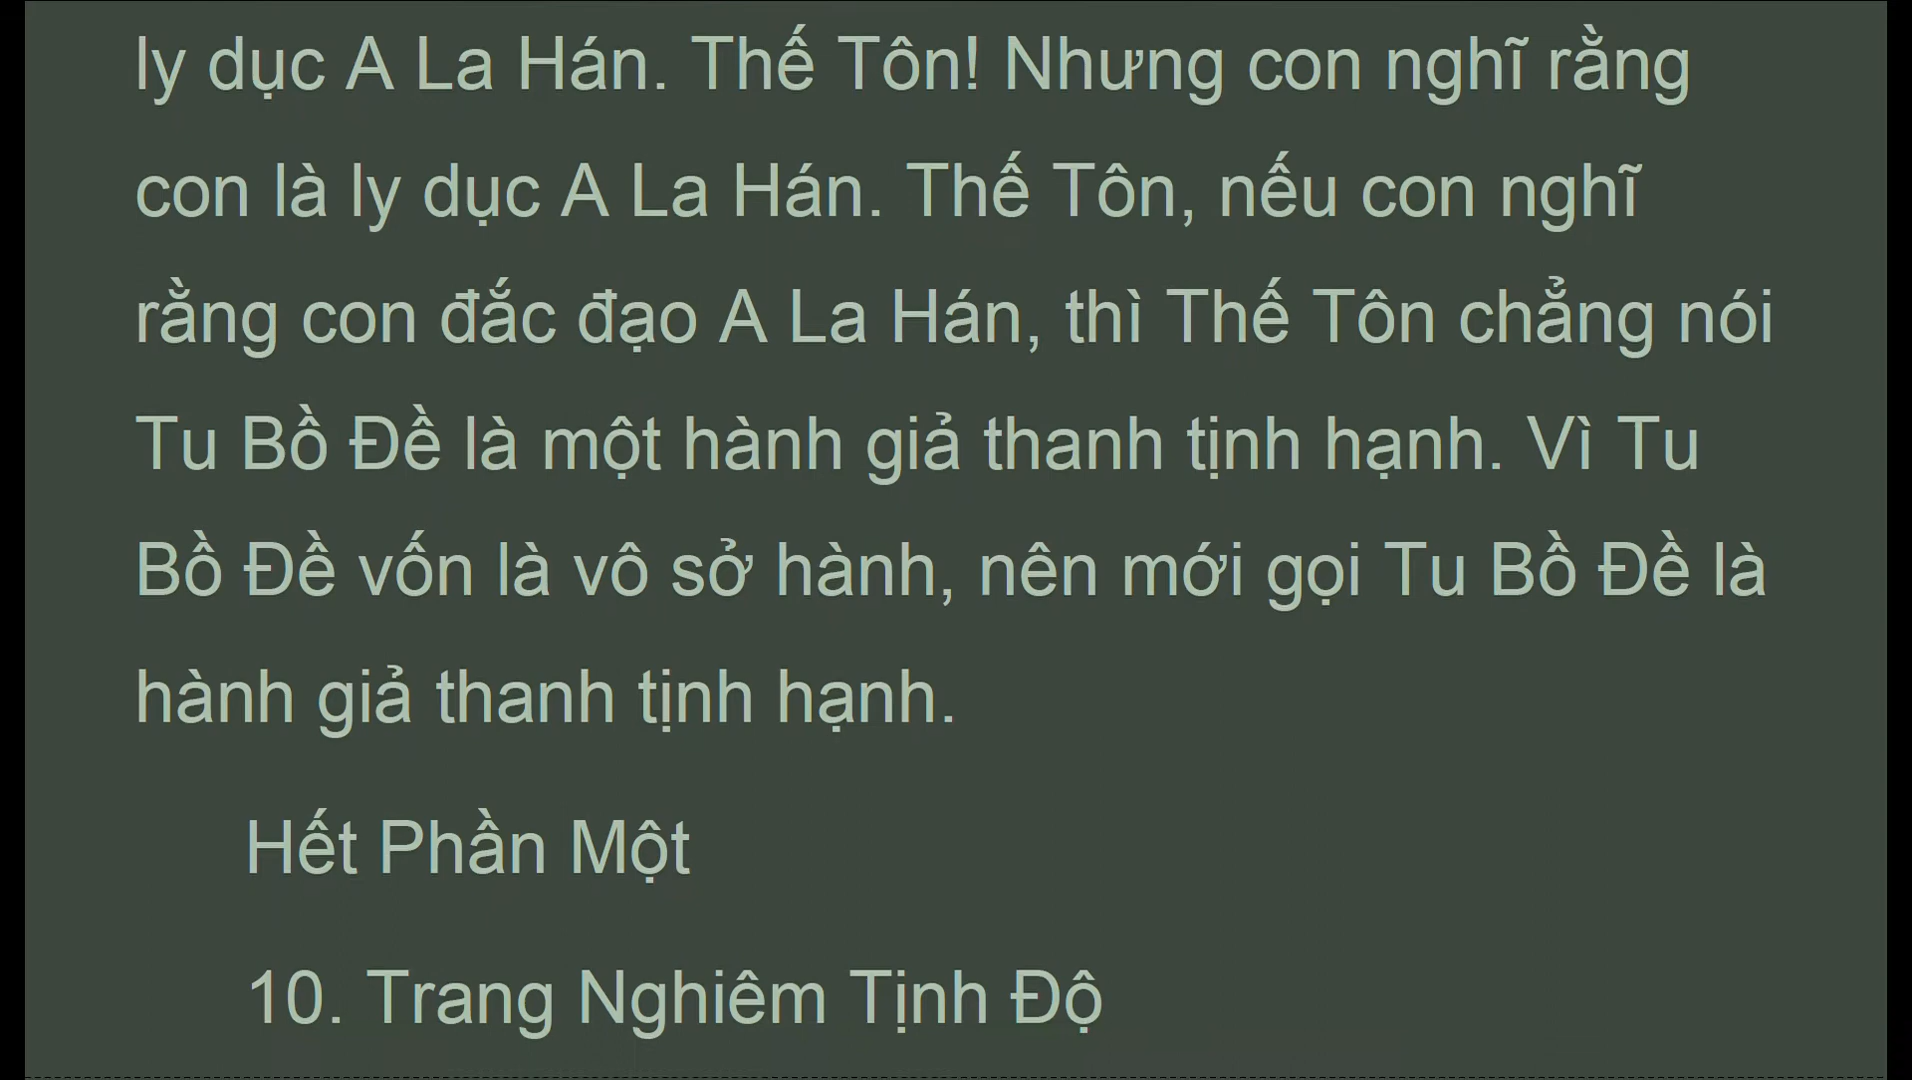 ly dục A La Hán. Thế Tôn! Nhưng con nghĩ rằng
con là ly dục A La Hán. Thế Tôn, nếu con nghĩ
rằng con đắc đạo A La Hán, thì Thế Tôn chẳng nói
Tu Bồ Đề là một hành giả thanh tịnh hạnh. Vì Tu
Bồ Đề vốn là vô sở hành, nên mới gọi Tu Bồ Đề là
hành giả thanh tịnh hạnh.
Hết Phần Một
10. Trang Nghiêm Tịnh Độ